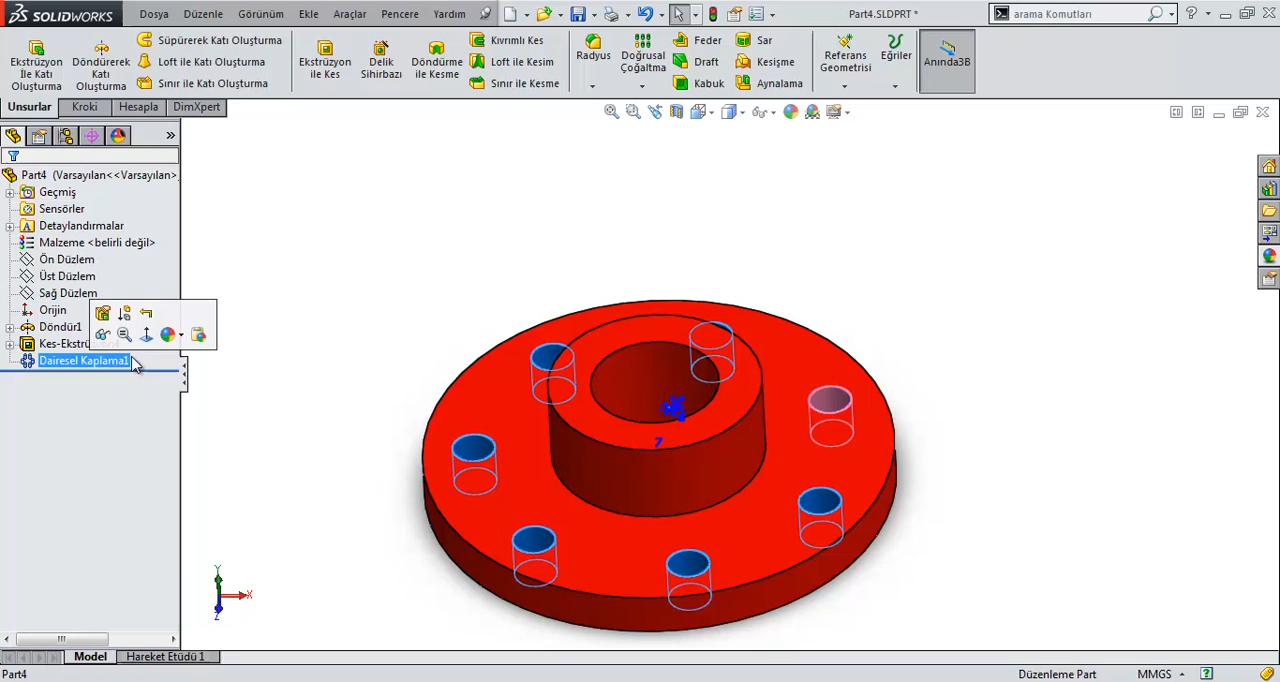 SOLIDWORKS Dosya Düzenle Görünüm Ekle Araçlar Pencere Yardım Part4.SLDPRT * arama Komutları
Ekstrüzyon İle Katı Oluşturma
Döndürerek Katı Oluşturma
Süpürerek Katı Oluşturma
Loft ile Katı Oluşturma
Sınır ile Katı Oluşturma
Ekstrüzyon ile Kes
Delik Sihirbazı
Döndürme ile Kesme
Kıvrımlı Kes
Loft ile Kesim
Sınır ile Kesme
Radyus
Doğrusal Çoğaltma
Feder
Draft
Kabuk
Sar
Kesişme
Aynalama
Referans Geometrisi
Eğriler
Anında3B
Unsurlar Kroki Hesapla DimXpert
Part4 (Varsayılan<<Varsayılan>
Geçmiş
Sensörler
Detaylandırmalar
Malzeme <belirli değil>
Ön Düzlem
Üst Düzlem
Sağ Düzlem
Orijin
Döndür1
Kes-Ekstrü
Dairesel Kaplama1
7
Y
X
Z
Model Hareket Etüdü 1
Part4 Düzenleme Part MMGS